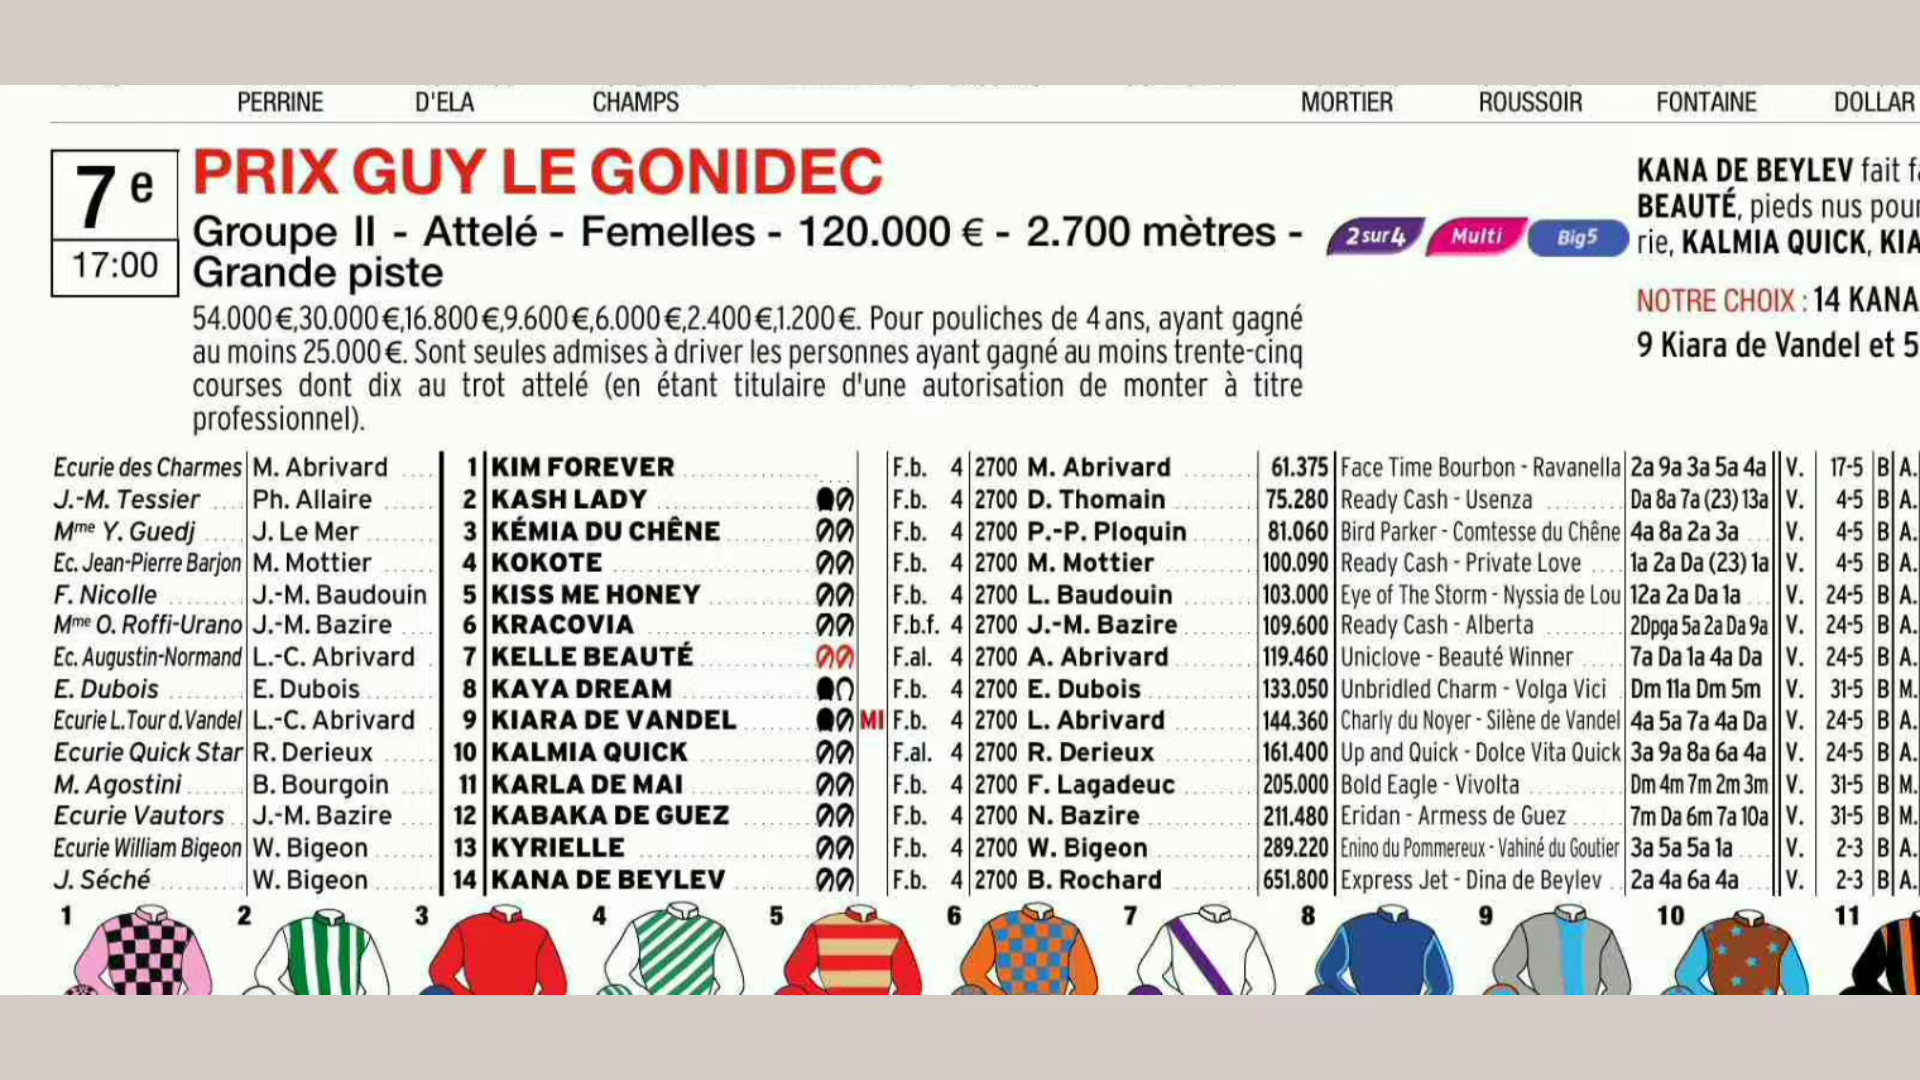 PERRINE D'ELA CHAMPS MORTIER ROUSSOIR FONTAINE DOLLAR
7e
17:00
PRIX GUY LE GONIDEC
Groupe II - Attelé - Femelles - 120.000 € - 2.700 mètres -
Grande piste
2sur4 Multi Big5
54.000 €,30.000 €,16.800 €,9.600 €,6.000 €,2.400 €,1.200 €. Pour pouliches de 4 ans, ayant gagné
au moins 25.000 €. Sont seules admises à driver les personnes ayant gagné au moins trente-cinq
courses dont dix au trot attelé (en étant titulaire d'une autorisation de monter à titre
professionnel).
KANA DE BEYLEV fait
BEAUTÉ, pieds nus pour
rie, KALMIA QUICK, KIA
NOTRE CHOIX : 14 KANA
9 Kiara de Vandel et 5
Ecurie des Charmes M. Abrivard 1 KIM FOREVER F.b. 4 2700 M. Abrivard 61.375 Face Time Bourbon - Ravanella 2a 9a 3a 5a 4a V. 17-5 B A.
J.-M. Tessier Ph. Allaire 2 KASH LADY F.b. 4 2700 D. Thomain 75.280 Ready Cash - Usenza Da 8a 7a (23) 13a V. 4-5 B A.
Mme Y. Guedj J. Le Mer 3 KÉMIA DU CHÊNE F.b. 4 2700 P.-P. Ploquin 81.060 Bird Parker - Comtesse du Chêne 4a 8a 2a 3a V. 4-5 B A.
Ec. Jean-Pierre Barjon M. Mottier 4 KOKOTE F.b. 4 2700 M. Mottier 100.090 Ready Cash - Private Love 1a 2a Da (23) 1a V. 4-5 B A.
F. Nicolle J.-M. Baudouin 5 KISS ME HONEY F.b. 4 2700 L. Baudouin 103.000 Eye of The Storm - Nyssia de Lou 12a 2a Da 1a V. 24-5 B A.
Mme O. Roffi-Urano J.-M. Bazire 6 KRACOVIA F.b.f. 4 2700 J.-M. Bazire 109.600 Ready Cash - Alberta 2Dpga 5a 2a Da 9a V. 24-5 B A.
Ec. Augustin-Normand L.-C. Abrivard 7 KELLE BEAUTÉ F.al. 4 2700 A. Abrivard 119.460 Uniclove - Beauté Winner 7a Da 1a 4a Da V. 24-5 B A.
E. Dubois E. Dubois 8 KAYA DREAM F.b. 4 2700 E. Dubois 133.050 Unbridled Charm - Volga Vici Dm 11a Dm 5m V. 31-5 B M.
Ecurie L.Tour d.Vandel L.-C. Abrivard 9 KIARA DE VANDEL MI F.b. 4 2700 L. Abrivard 144.360 Charly du Noyer - Silène de Vandel 4a 5a 7a 4a Da V. 24-5 B A.
Ecurie Quick Star R. Derieux 10 KALMIA QUICK F.al. 4 2700 R. Derieux 161.400 Up and Quick - Dolce Vita Quick 3a 9a 8a 6a 4a V. 24-5 B A.
M. Agostini B. Bourgoin 11 KARLA DE MAI F.b. 4 2700 F. Lagadeuc 205.000 Bold Eagle - Vivolta Dm 4m 7m 2m 3m V. 31-5 B M.
Ecurie Vautors J.-M. Bazire 12 KABAKA DE GUEZ F.b. 4 2700 N. Bazire 211.480 Eridan - Armess de Guez 7m Da 6m 7a 10a V. 31-5 B M.
Ecurie William Bigeon W. Bigeon 13 KYRIELLE F.b. 4 2700 W. Bigeon 289.220 Enino du Pommereux - Vahiné du Goutier 3a 5a 5a 1a V. 2-3 B A.
J. Séché W. Bigeon 14 KANA DE BEYLEV F.b. 4 2700 B. Rochard 651.800 Express Jet - Dina de Beylev 2a 4a 6a 4a V. 2-3 B A.
1 2 3 4 5 6 7 8 9 10 11